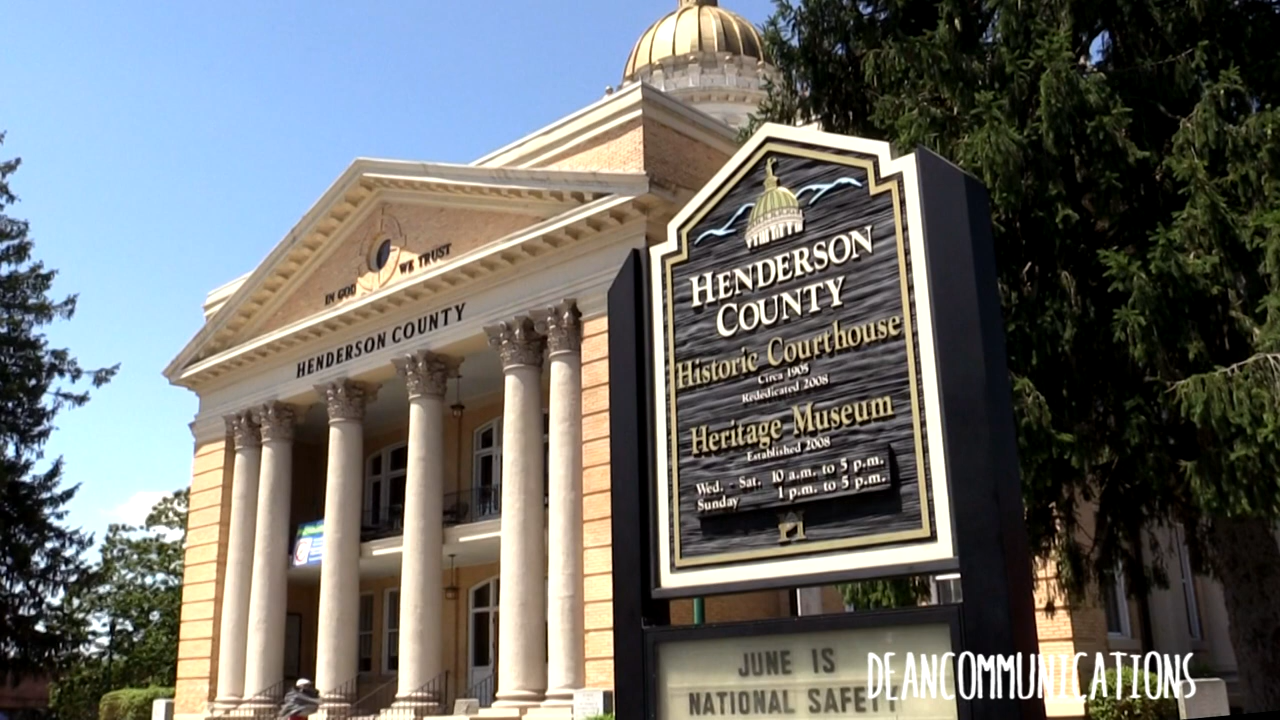 IN GOD WE TRUST
HENDERSON COUNTY
HENDERSON
COUNTY
Historic Courthouse
Circa 1905
Rededicated 2008
Heritage Museum
Established 2008
Wed. - Sat. 10 a.m. to 5 p.m.
Sunday 1 p.m. to 5 p.m.
JUNE IS
NATIONAL SAFETY
DEANCOMMUNICATIONS